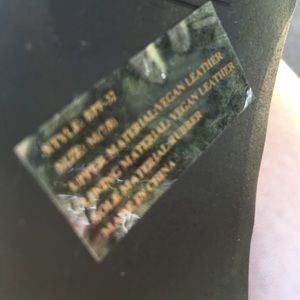 STYLE:
SIZE:
UPPER MATERIAL: VEGAN LEATHER
LINING MATERIAL: VEGAN LEATHER
SOLE MATERIAL: RUBBER
MADE IN CHINA